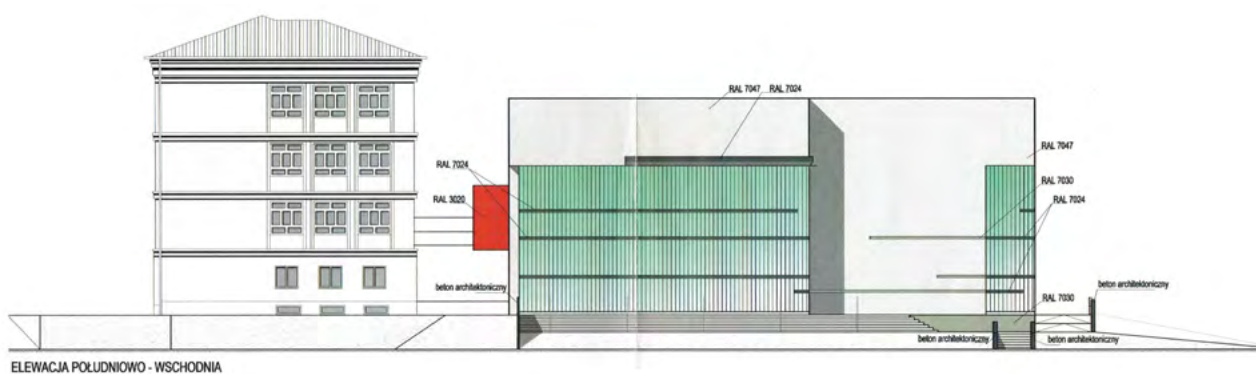 RAL 7047
RAL 7024
RAL 7047
RAL 7024
RAL 7030
RAL 3020
RAL 7024
beton architektoniczny
beton architektoniczny
RAL 7030
beton architektoniczny
beton architektoniczny
ELEWACJA POŁUDNIOWO - WSCHODNIA